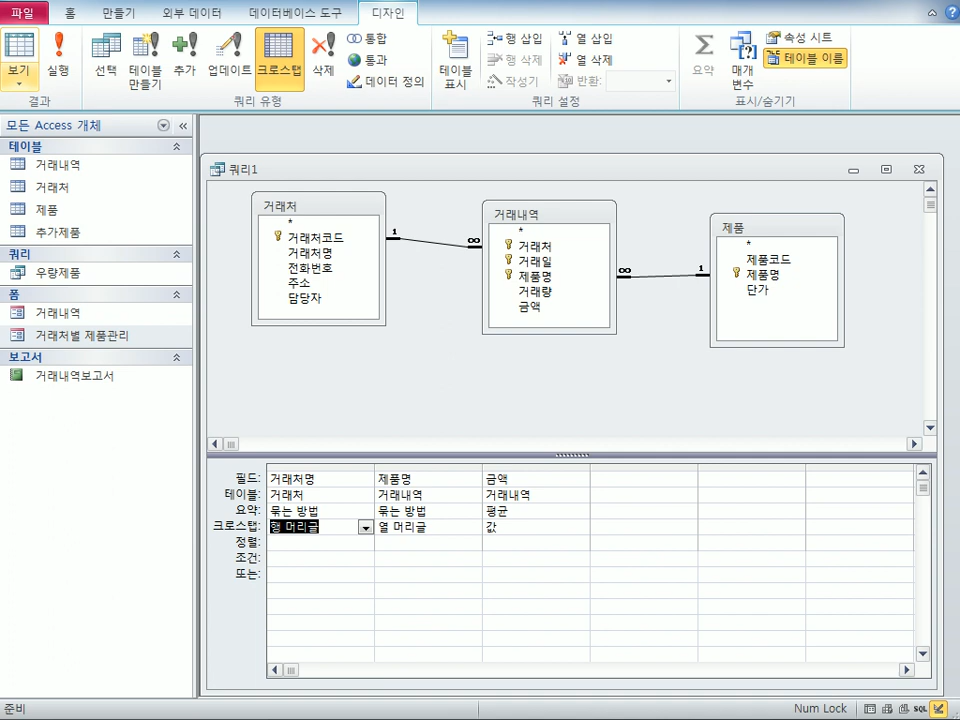 파일 홈 만들기 외부 데이터 데이터베이스 도구 디자인
보기 실행 선택 테이블 만들기 추가 업데이트 크로스탭 삭제
통합
통과
데이터 정의
테이블 표시
행 삽입
행 삭제
작성기
열 삽입
열 삭제
반환:
요약
매개 변수
속성 시트
테이블 이름
결과 쿼리 유형 쿼리 설정 표시/숨기기
모든 Access 개체
테이블
거래내역
거래처
제품
추가제품
쿼리
우량제품
폼
거래내역
거래처별 제품관리
보고서
거래내역보고서
쿼리1
거래처
*
거래처코드
거래처명
전화번호
주소
담당자
1 ∞
거래내역
*
거래처
거래일
제품명
거래량
금액
∞ 1
제품
*
제품코드
제품명
단가
필드: 거래처명 제품명 금액
테이블: 거래처 거래내역 거래내역
요약: 묶는 방법 묶는 방법 평균
크로스탭: 행 머리글 열 머리글 값
정렬:
조건:
또는:
준비 Num Lock SQL